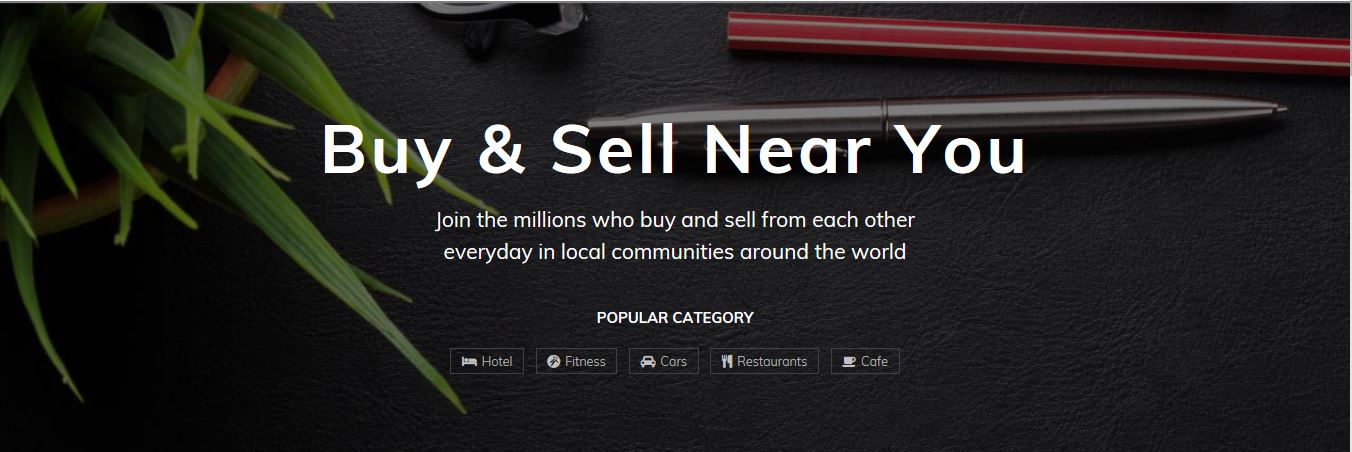 Buy & Sell Near You
Join the millions who buy and sell from each other
everyday in local communities around the world
POPULAR CATEGORY
Hotel Fitness Cars Restaurants Cafe